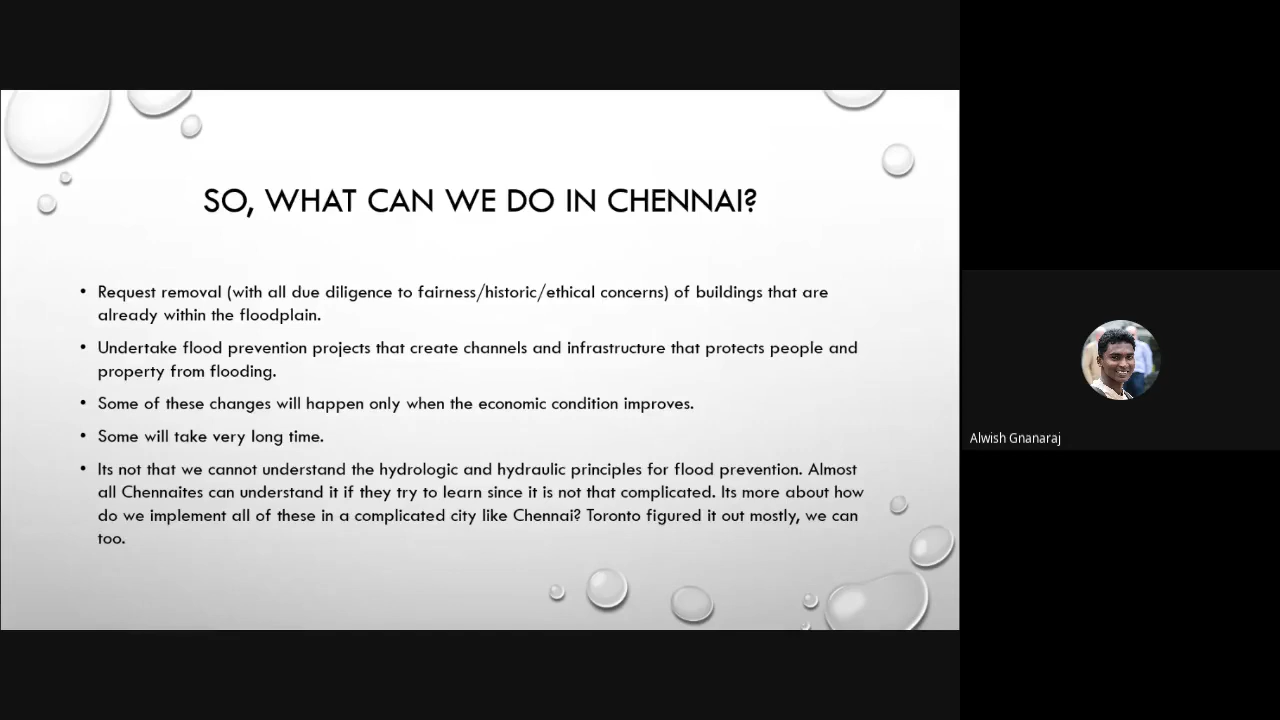 SO, WHAT CAN WE DO IN CHENNAI?
• Request removal (with all due diligence to fairness/historic/ethical concerns) of buildings that are
already within the floodplain.
• Undertake flood prevention projects that create channels and infrastructure that protects people and
property from flooding.
• Some of these changes will happen only when the economic condition improves.
• Some will take very long time.
• Its not that we cannot understand the hydrologic and hydraulic principles for flood prevention. Almost
all Chennaites can understand it if they try to learn since it is not that complicated. Its more about how
do we implement all of these in a complicated city like Chennai? Toronto figured it out mostly, we can
too.
Alwish Gnanaraj